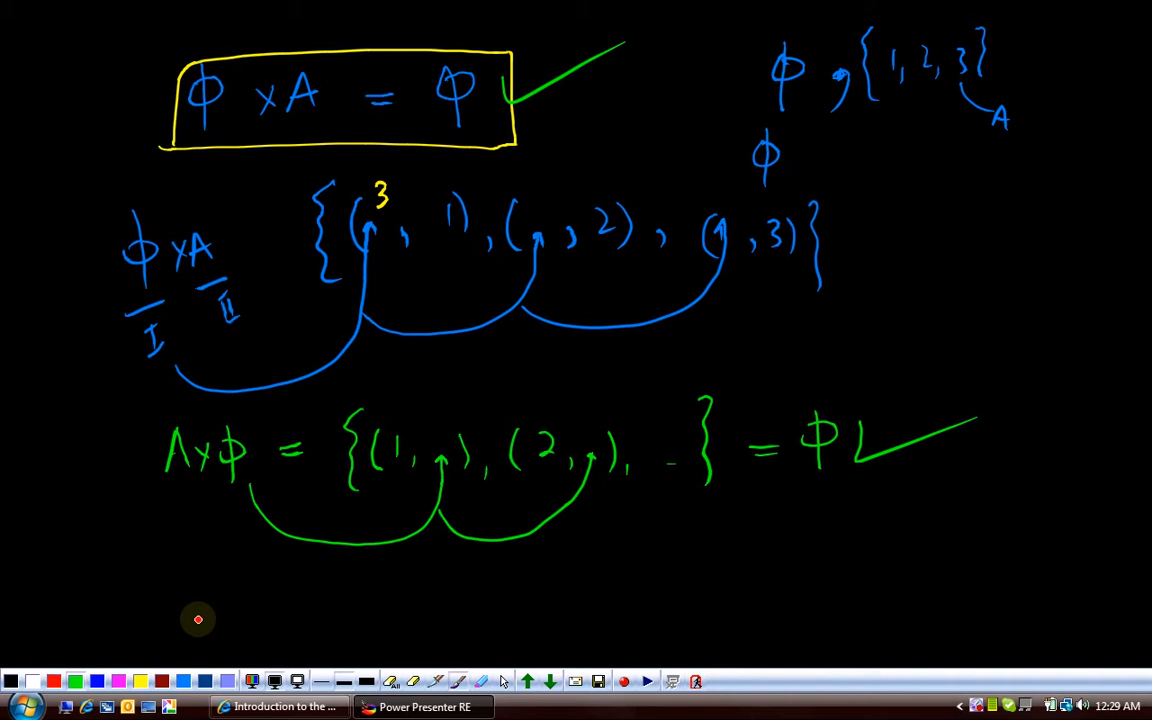 ϕ × A = ϕ
ϕ , {1, 2, 3}
A
ϕ
3
ϕ × A { ( , 1), ( , 2), ( , 3) }
I II
A × ϕ = { (1, ), (2, ), .. } = ϕ
Introduction to the ...
Power Presenter RE
12:29 AM